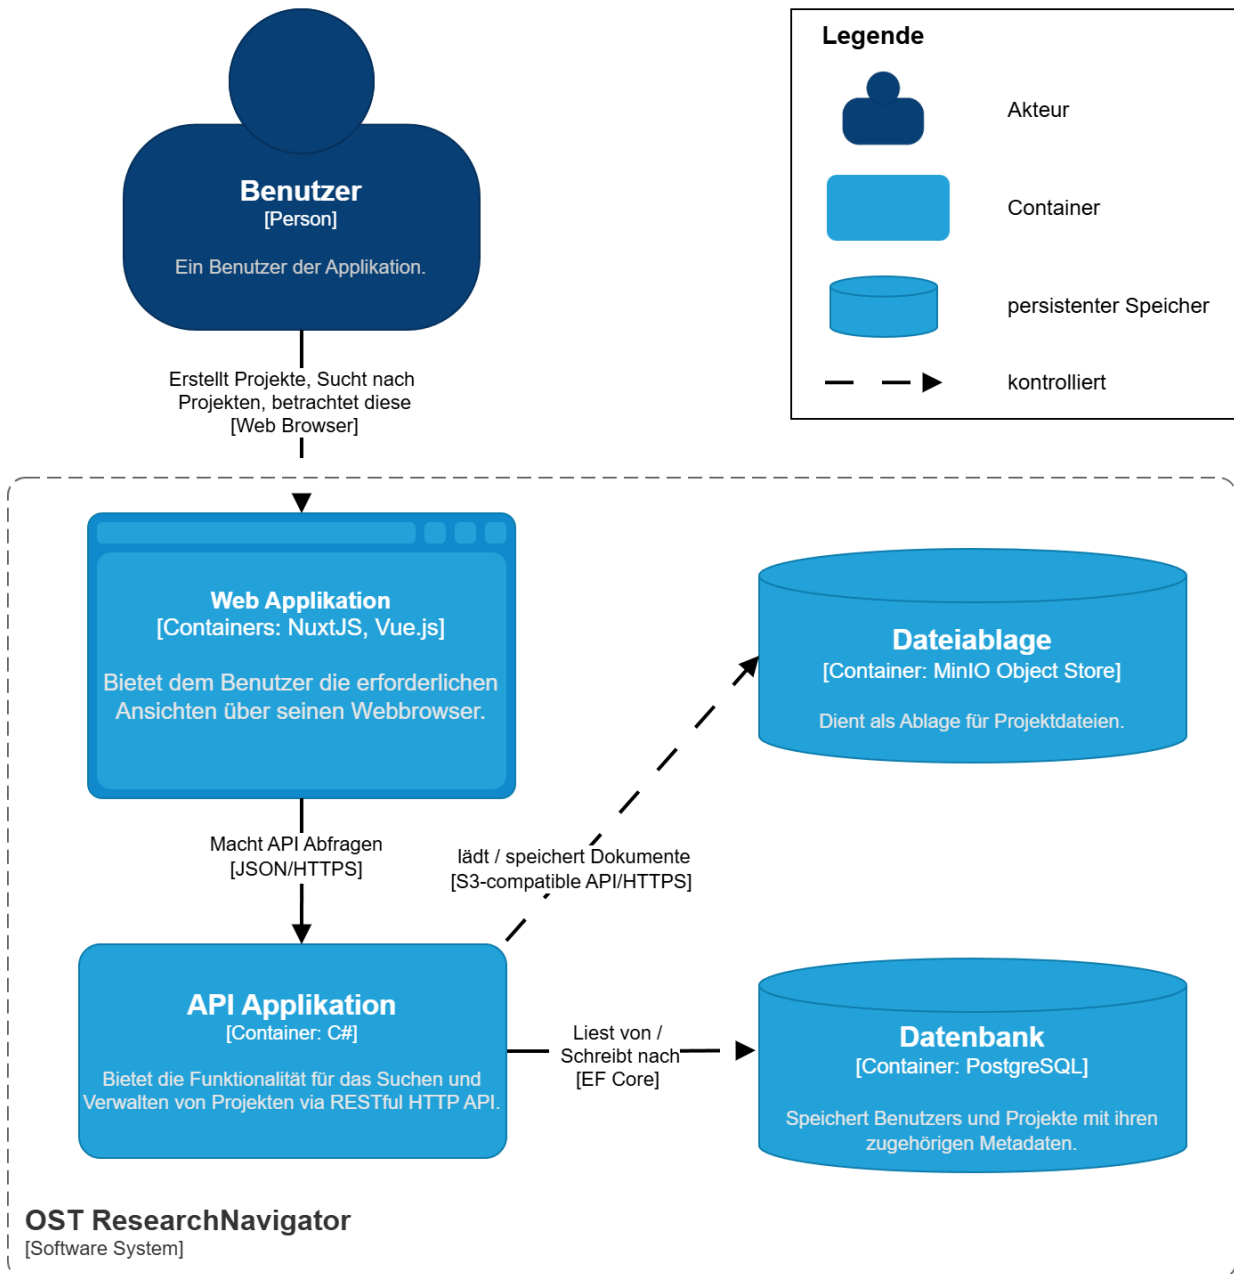 Benutzer
[Person]
Ein Benutzer der Applikation.
Legende
Akteur
Container
persistenter Speicher
kontrolliert
Erstellt Projekte, Sucht nach
Projekten, betrachtet diese
[Web Browser]
Web Applikation
[Containers: NuxtJS, Vue.js]
Bietet dem Benutzer die erforderlichen
Ansichten über seinen Webbrowser.
Dateiablage
[Container: MinIO Object Store]
Dient als Ablage für Projektdateien.
Macht API Abfragen
[JSON/HTTPS]
lädt / speichert Dokumente
[S3-compatible API/HTTPS]
API Applikation
[Container: C#]
Bietet die Funktionalität für das Suchen und
Verwalten von Projekten via RESTful HTTP API.
Liest von /
Schreibt nach
[EF Core]
Datenbank
[Container: PostgreSQL]
Speichert Benutzers und Projekte mit ihren
zugehörigen Metadaten.
OST ResearchNavigator
[Software System]